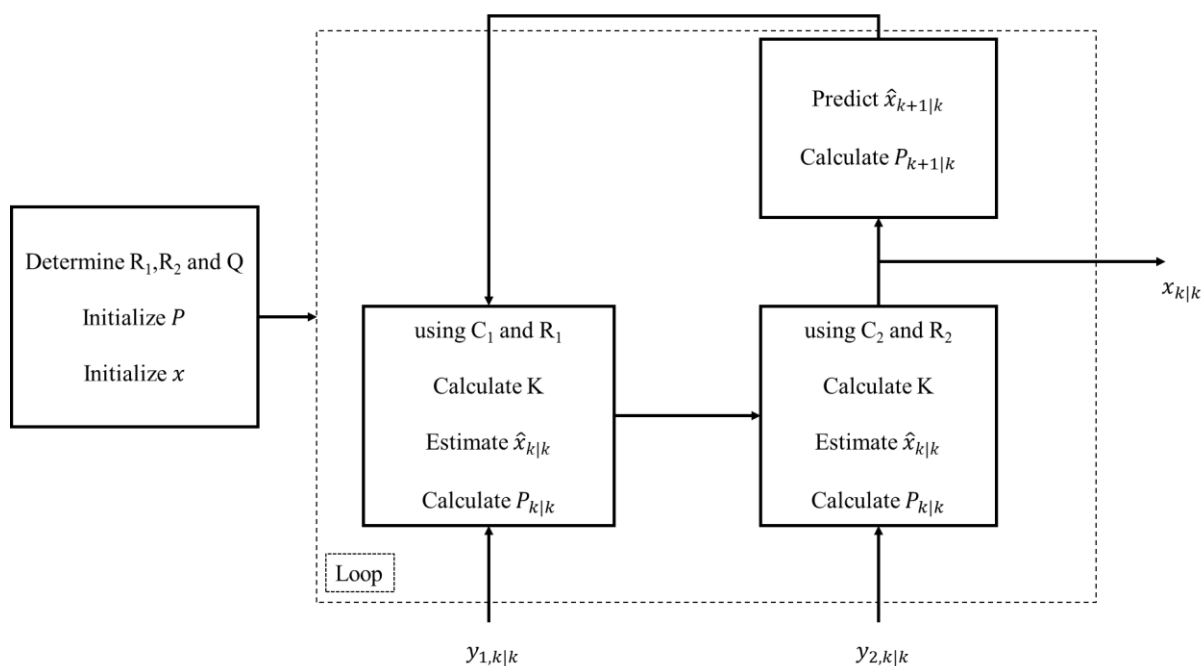 Predict x̂ₖ₊₁|ₖ
Calculate Pₖ₊₁|ₖ
Determine R₁,R₂ and Q
Initialize P
Initialize x
using C₁ and R₁
Calculate K
Estimate x̂ₖ|ₖ
Calculate Pₖ|ₖ
using C₂ and R₂
Calculate K
Estimate x̂ₖ|ₖ
Calculate Pₖ|ₖ
xₖ|ₖ
Loop
y₁,ₖ|ₖ
y₂,ₖ|ₖ